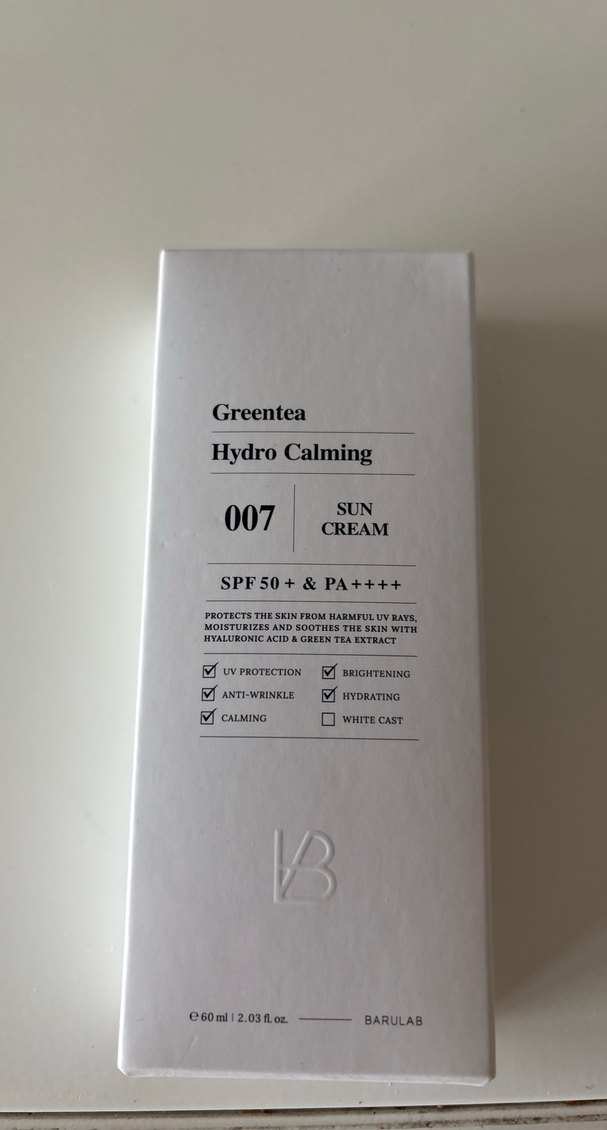 Greentea
Hydro Calming
007
SUN
CREAM
SPF 50 + & PA ++++
PROTECTS THE SKIN FROM HARMFUL UV RAYS,
MOISTURIZES AND SOOTHES THE SKIN WITH
HYALURONIC ACID & GREEN TEA EXTRACT
UV PROTECTION
BRIGHTENING
ANTI-WRINKLE
HYDRATING
CALMING
WHITE CAST
℮ 60 ml | 2.03 fl. oz.
BARULAB